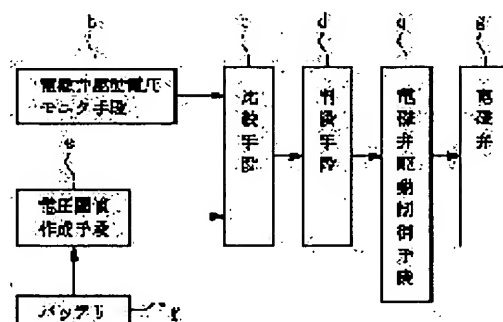 b
c
d
a
g
電磁弁駆動電圧
モニタ手段
比較手段
判段手段
電磁弁駆動制御手段
電磁弁
e
電圧閾値
作成手段
バッテリ
f